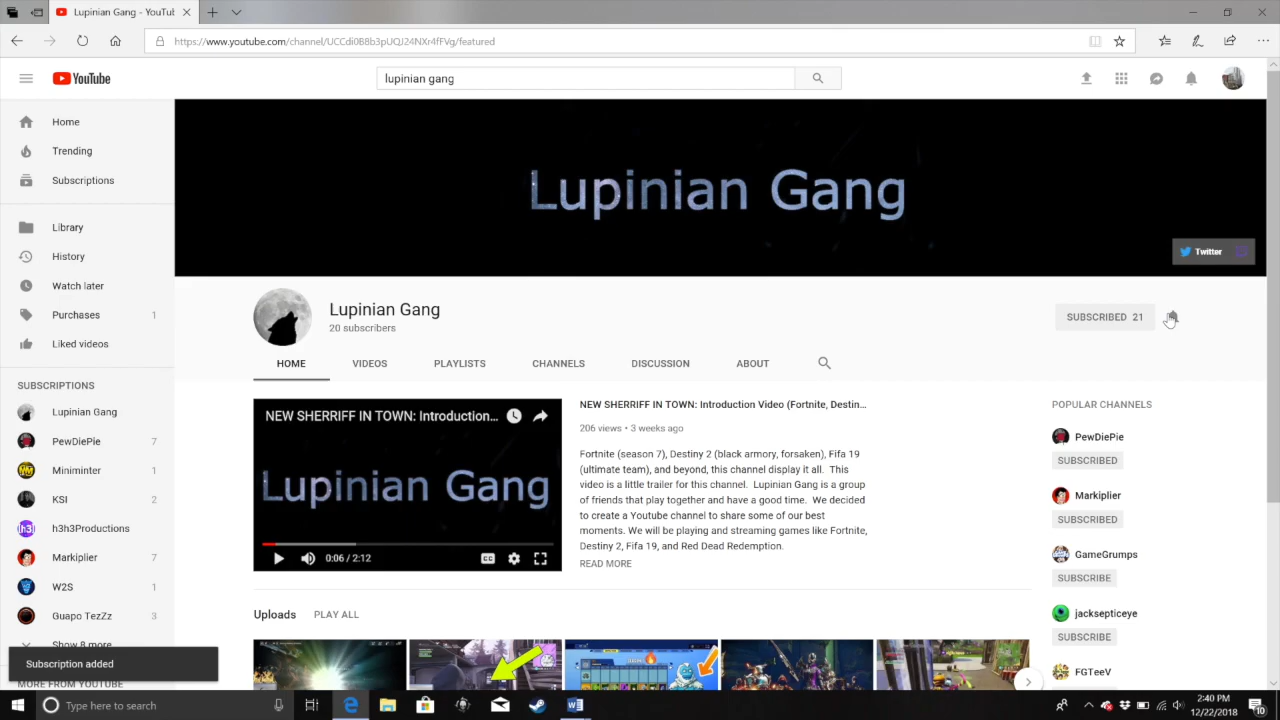 Lupinian Gang - YouTu
https://www.youtube.com/channel/UCCdi0B8b3pUQJ24NXr4fFVg/featured
YouTube
lupinian gang
Home
Trending
Subscriptions
Library
History
Watch later
Purchases 1
Liked videos
SUBSCRIPTIONS
Lupinian Gang
PewDiePie 7
Miniminter 1
KSI 2
h3h3Productions
Markiplier 7
W2S 1
Guapo TezZz 3
Show 8 more
Subscription added
MORE FROM YOUTUBE
Lupinian Gang
Twitter
Lupinian Gang
20 subscribers
SUBSCRIBED 21
HOME VIDEOS PLAYLISTS CHANNELS DISCUSSION ABOUT
NEW SHERRIFF IN TOWN: Introduction...
Lupinian Gang
0:06 / 2:12
NEW SHERRIFF IN TOWN: Introduction Video (Fortnite, Destin...
206 views • 3 weeks ago
Fortnite (season 7), Destiny 2 (black armory, forsaken), Fifa 19
(ultimate team), and beyond, this channel display it all. This
video is a little trailer for this channel. Lupinian Gang is a group
of friends that play together and have a good time. We decided
to create a Youtube channel to share some of our best
moments. We will be playing and streaming games like Fortnite,
Destiny 2, Fifa 19, and Red Dead Redemption.
READ MORE
POPULAR CHANNELS
PewDiePie
SUBSCRIBED
Markiplier
SUBSCRIBED
GameGrumps
SUBSCRIBE
jacksepticeye
SUBSCRIBE
FGTeeV
Uploads PLAY ALL
Type here to search
2:40 PM
12/22/2018
10